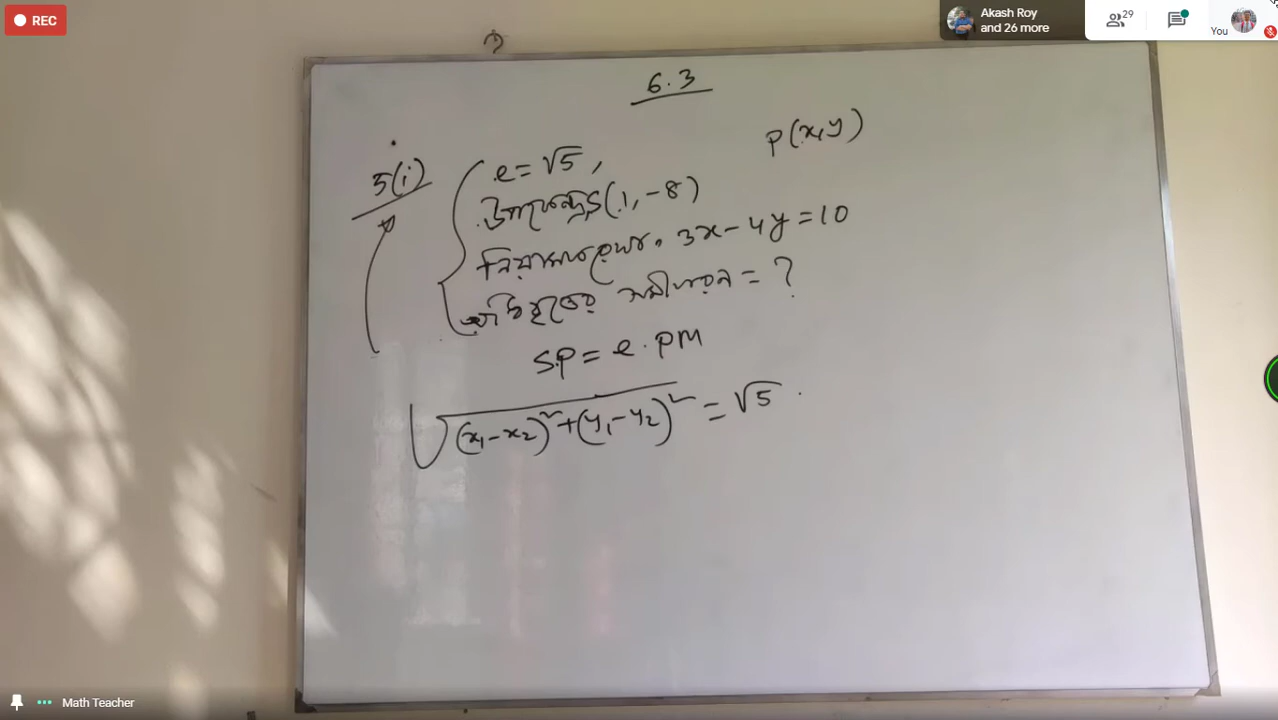 REC
Akash Roy
and 26 more
29
You
6.3
P(x,y)
5(i)
e = √5,
উপকেন্দ্র S(1, -8)
নিয়ামকরেখা, 3x - 4y = 10
অধিবৃত্তের সমীকরণ = ?
SP = e · PM
√(x₁ - x₂)² + (y₁ - y₂)² = √5 ·
Math Teacher